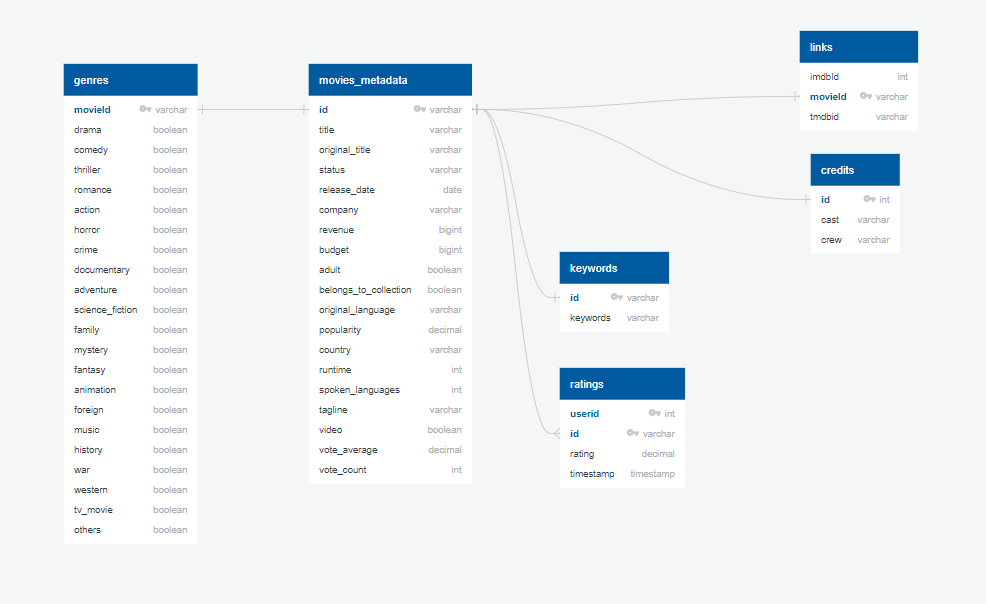 genres
movieId varchar
drama boolean
comedy boolean
thriller boolean
romance boolean
action boolean
horror boolean
crime boolean
documentary boolean
adventure boolean
science_fiction boolean
family boolean
mystery boolean
fantasy boolean
animation boolean
foreign boolean
music boolean
history boolean
war boolean
western boolean
tv_movie boolean
others boolean
movies_metadata
id varchar
title varchar
original_title varchar
status varchar
release_date date
company varchar
revenue bigint
budget bigint
adult boolean
belongs_to_collection boolean
original_language varchar
popularity decimal
country varchar
runtime int
spoken_languages int
tagline varchar
video boolean
vote_average decimal
vote_count int
links
imdbId int
movieId varchar
tmdbid varchar
credits
id int
cast varchar
crew varchar
keywords
id varchar
keywords varchar
ratings
userid int
id varchar
rating decimal
timestamp timestamp